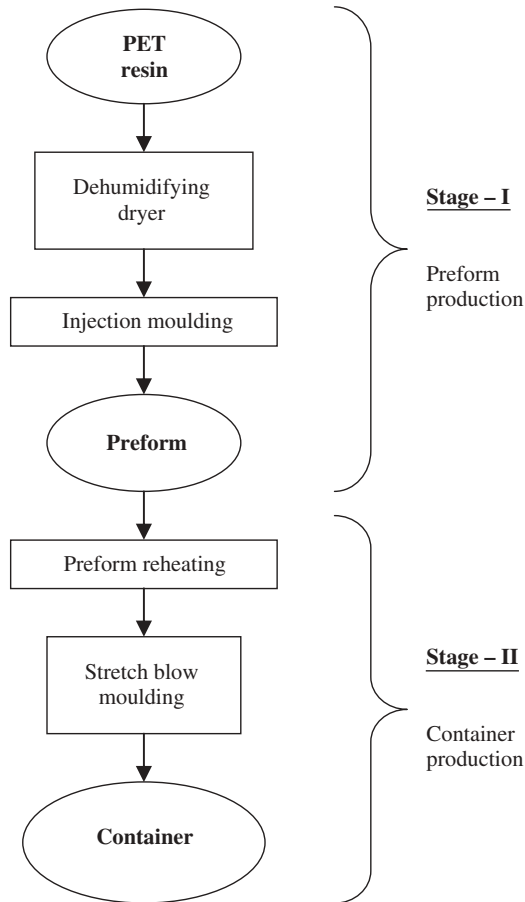 PET
resin
Dehumidifying
dryer
Injection moulding
Preform
Stage – I
Preform
production
Preform reheating
Stretch blow
moulding
Container
Stage – II
Container
production